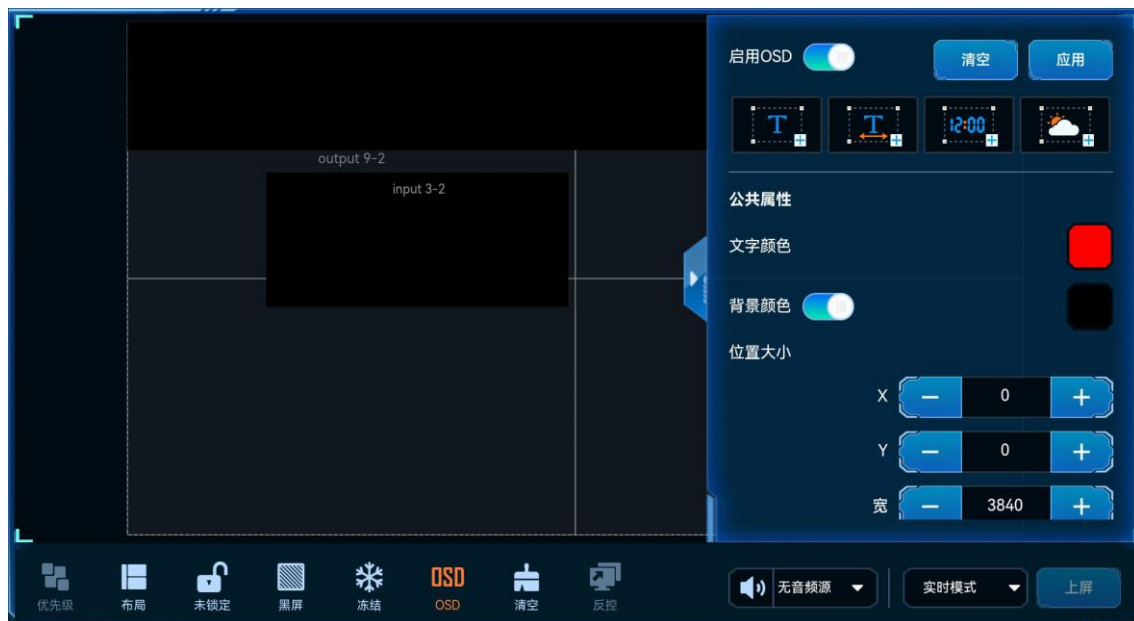 启用OSD
清空
应用
T
T
12:00
output 9-2
input 3-2
公共属性
文字颜色
背景颜色
位置大小
X
0
Y
0
宽
3840
优先级
布局
未锁定
黑屏
冻结
OSD
OSD
清空
反控
无音频源
实时模式
上屏